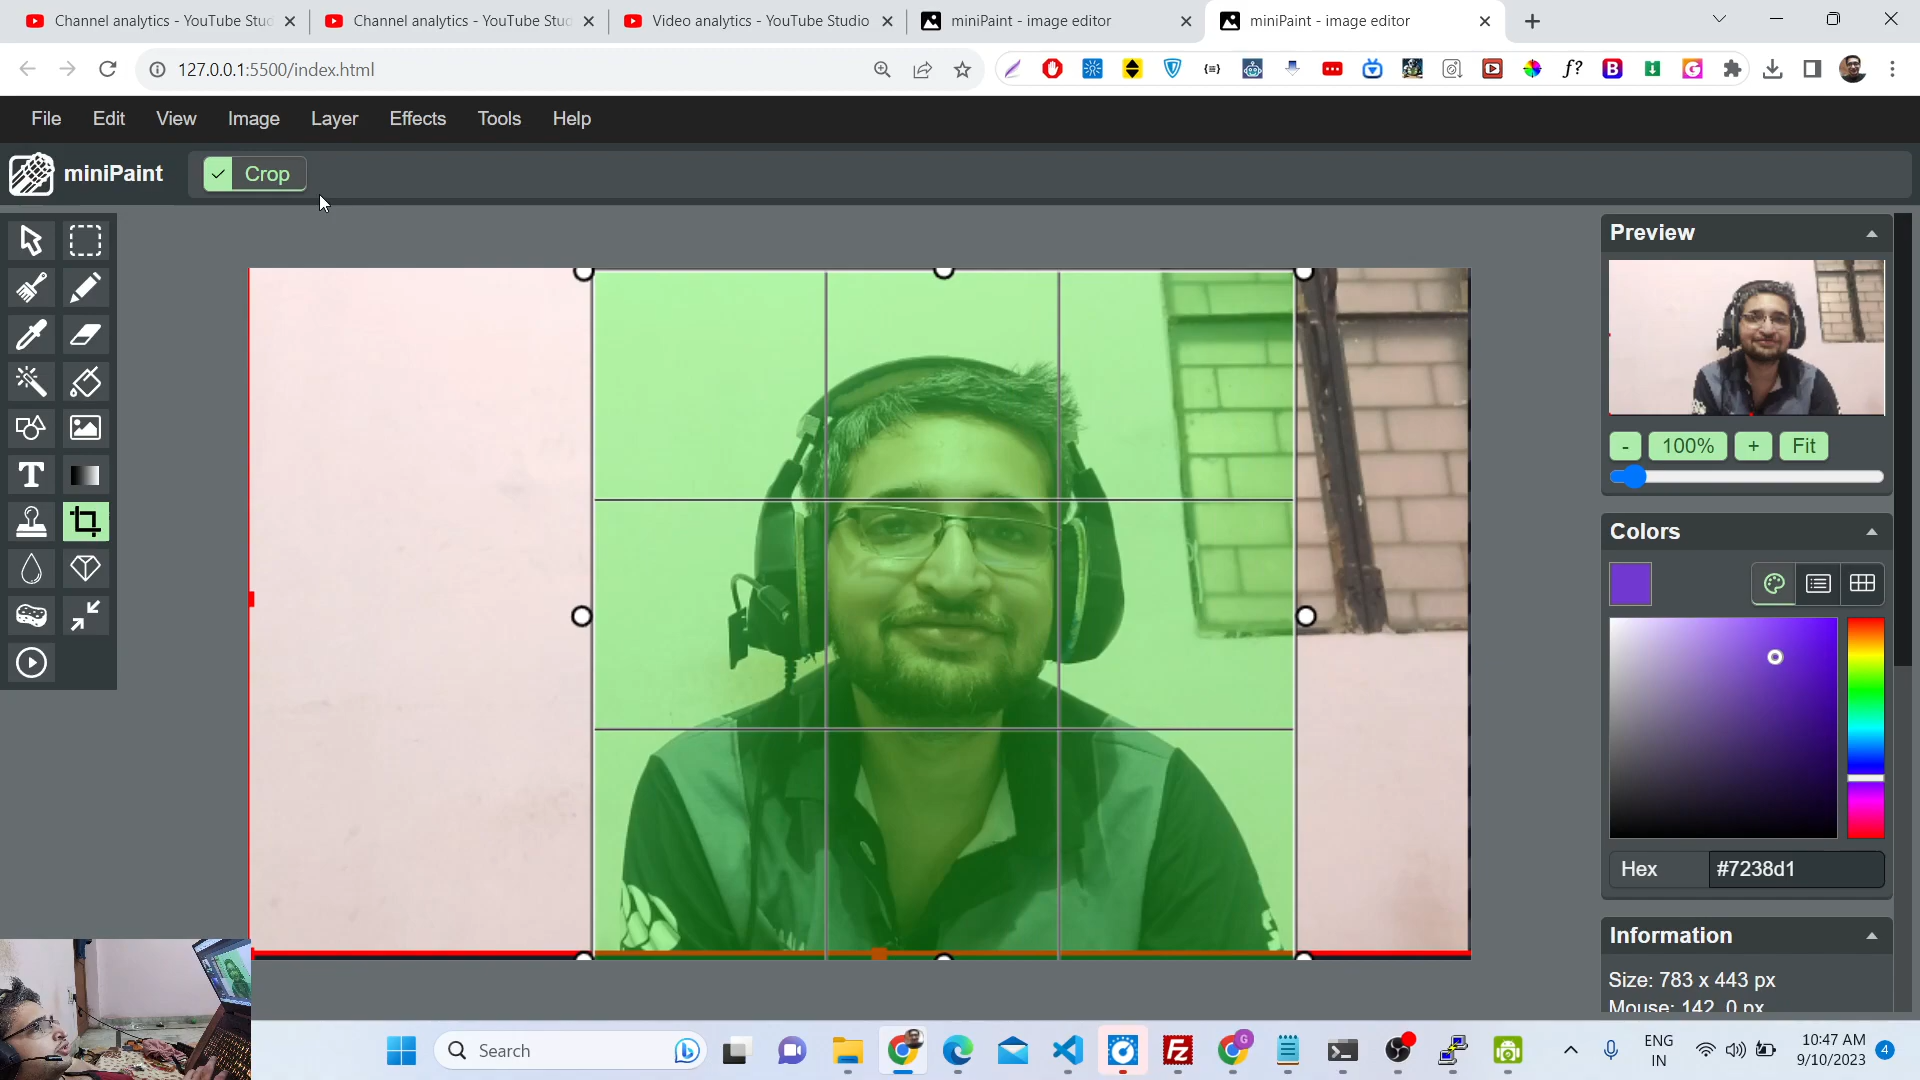 Channel analytics - YouTube Stu
Channel analytics - YouTube Stu
Video analytics - YouTube Studio
miniPaint - image editor
miniPaint - image editor
127.0.0.1:5500/index.html
File Edit View Image Layer Effects Tools Help
miniPaint
Crop
Preview
- 100% + Fit
Colors
Hex #7238d1
Information
Size: 783 x 443 px
Mouse: 142, 0 px
Search
ENG
IN
10:47 AM
9/10/2023
4